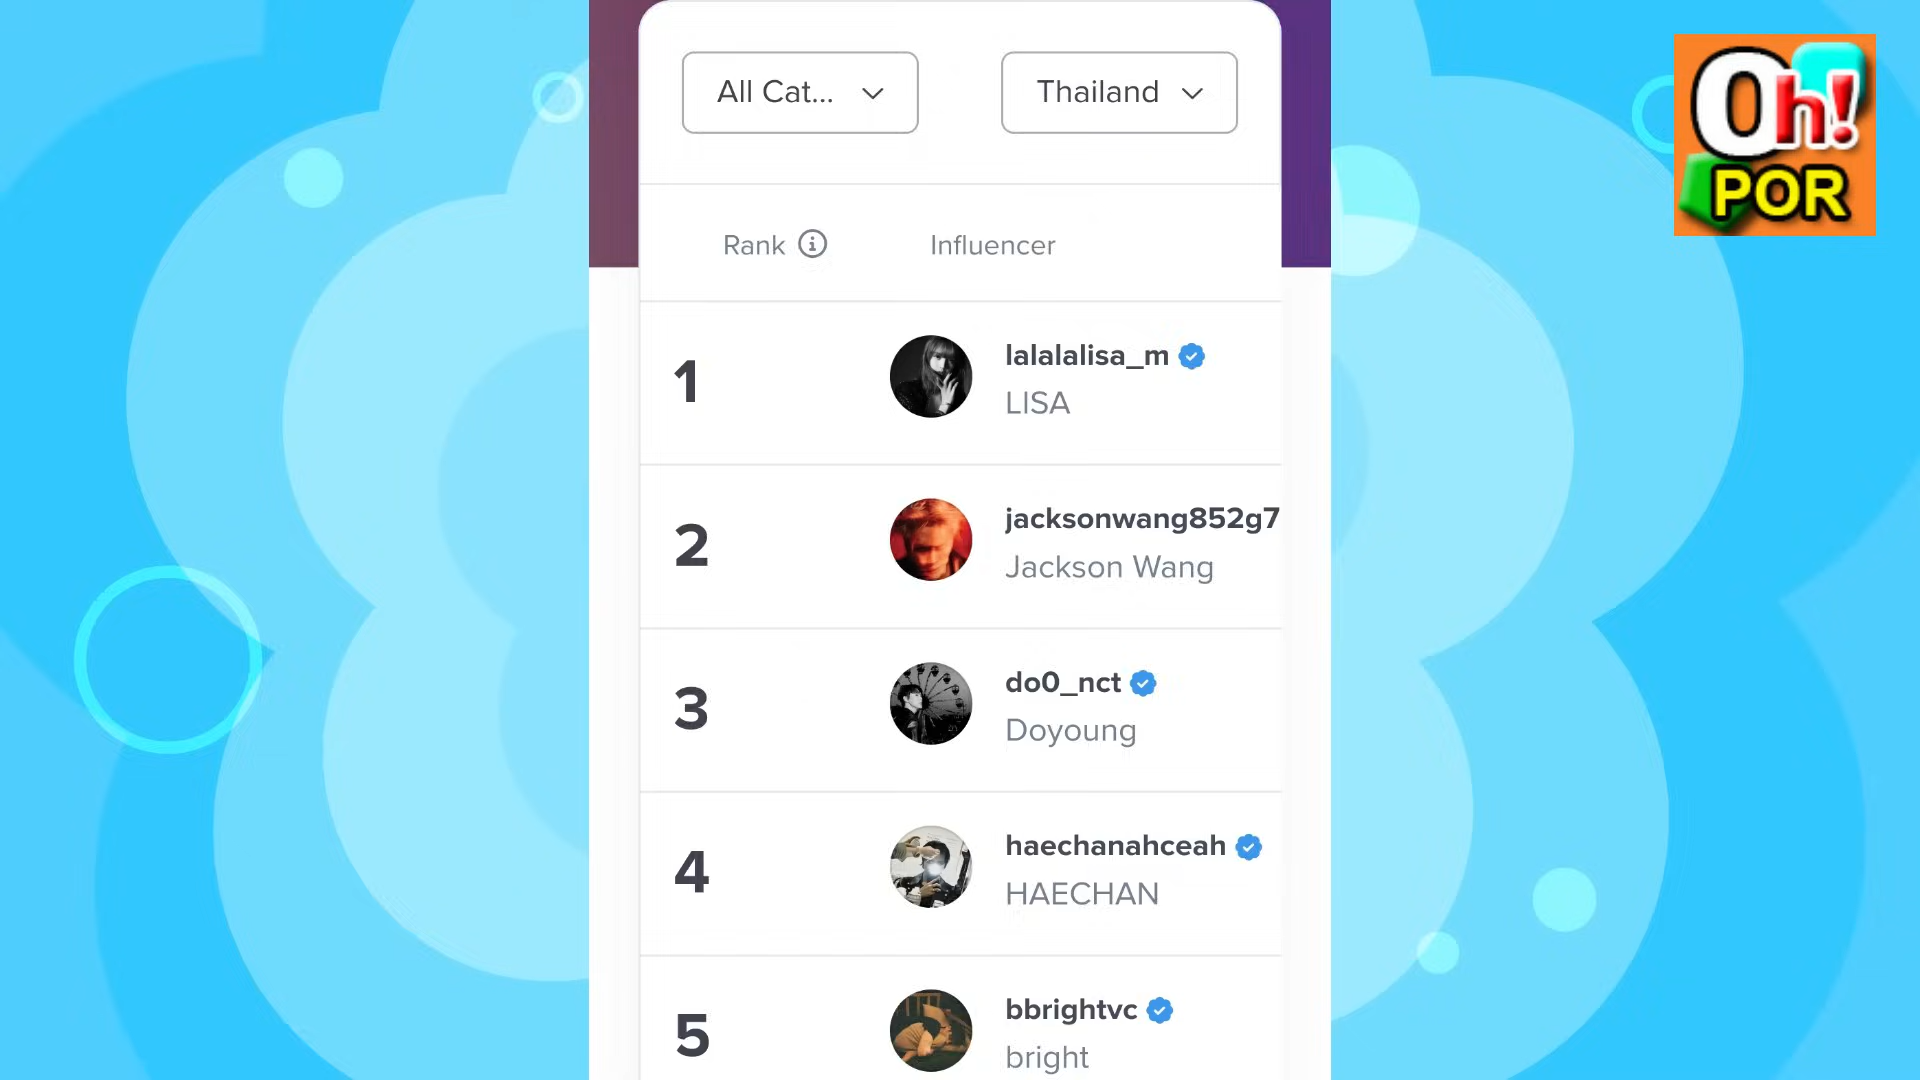 All Cat...
Thailand
Oh!
POR
Rank
Influencer
1
lalalalisa_m
LISA
2
jacksonwang852g7
Jackson Wang
3
do0_nct
Doyoung
4
haechanahceah
HAECHAN
5
bbrightvc
bright